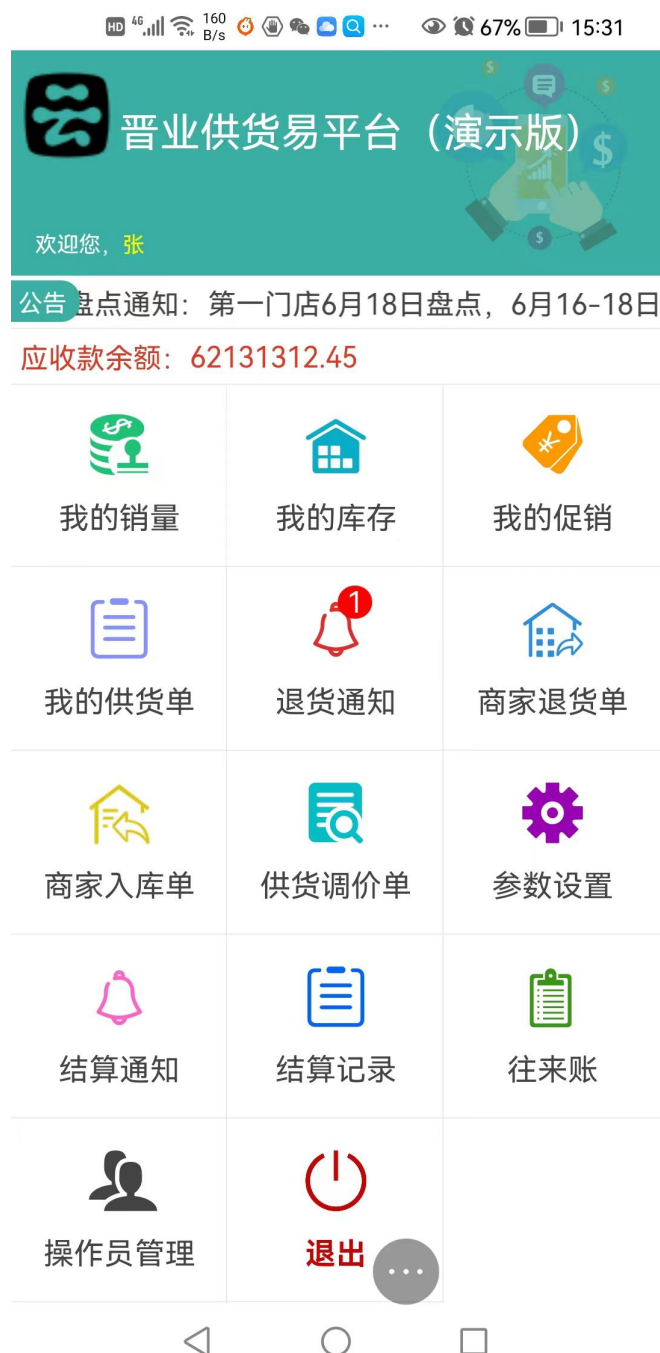 HD 46 160 B/s 67% 15:31
晋业供货易平台（演示版）
欢迎您，张
公告 盘点通知：第一门店6月18日盘点，6月16-18日
应收款余额：62131312.45
我的销量 我的库存 我的促销
1
我的供货单 退货通知 商家退货单
商家入库单 供货调价单 参数设置
结算通知 结算记录 往来账
操作员管理 退出